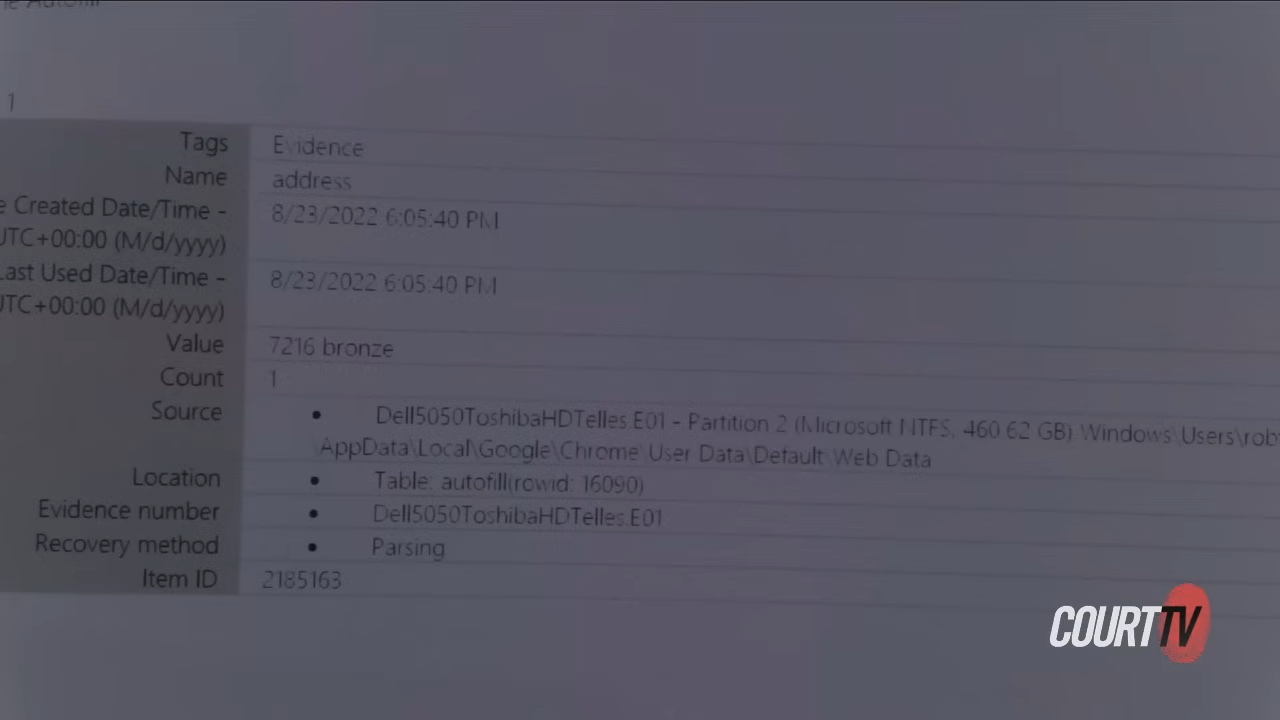 Autofill
1
Tags Evidence
Name address
Created Date/Time - 8/23/2022 6:05:40 PM
UTC+00:00 (M/d/yyyy)
Last Used Date/Time - 8/23/2022 6:05:40 PM
UTC+00:00 (M/d/yyyy)
Value 7216 bronze
Count 1
Source • Dell5050ToshibaHDTelles.E01 - Partition 2 (Microsoft NTFS, 460.62 GB) Windows\Users\rob
\AppData\Local\Google\Chrome\User Data\Default\Web Data
Location • Table: autofill(rowid: 16090)
Evidence number • Dell5050ToshibaHDTelles.E01
Recovery method • Parsing
Item ID 2185163
COURT TV